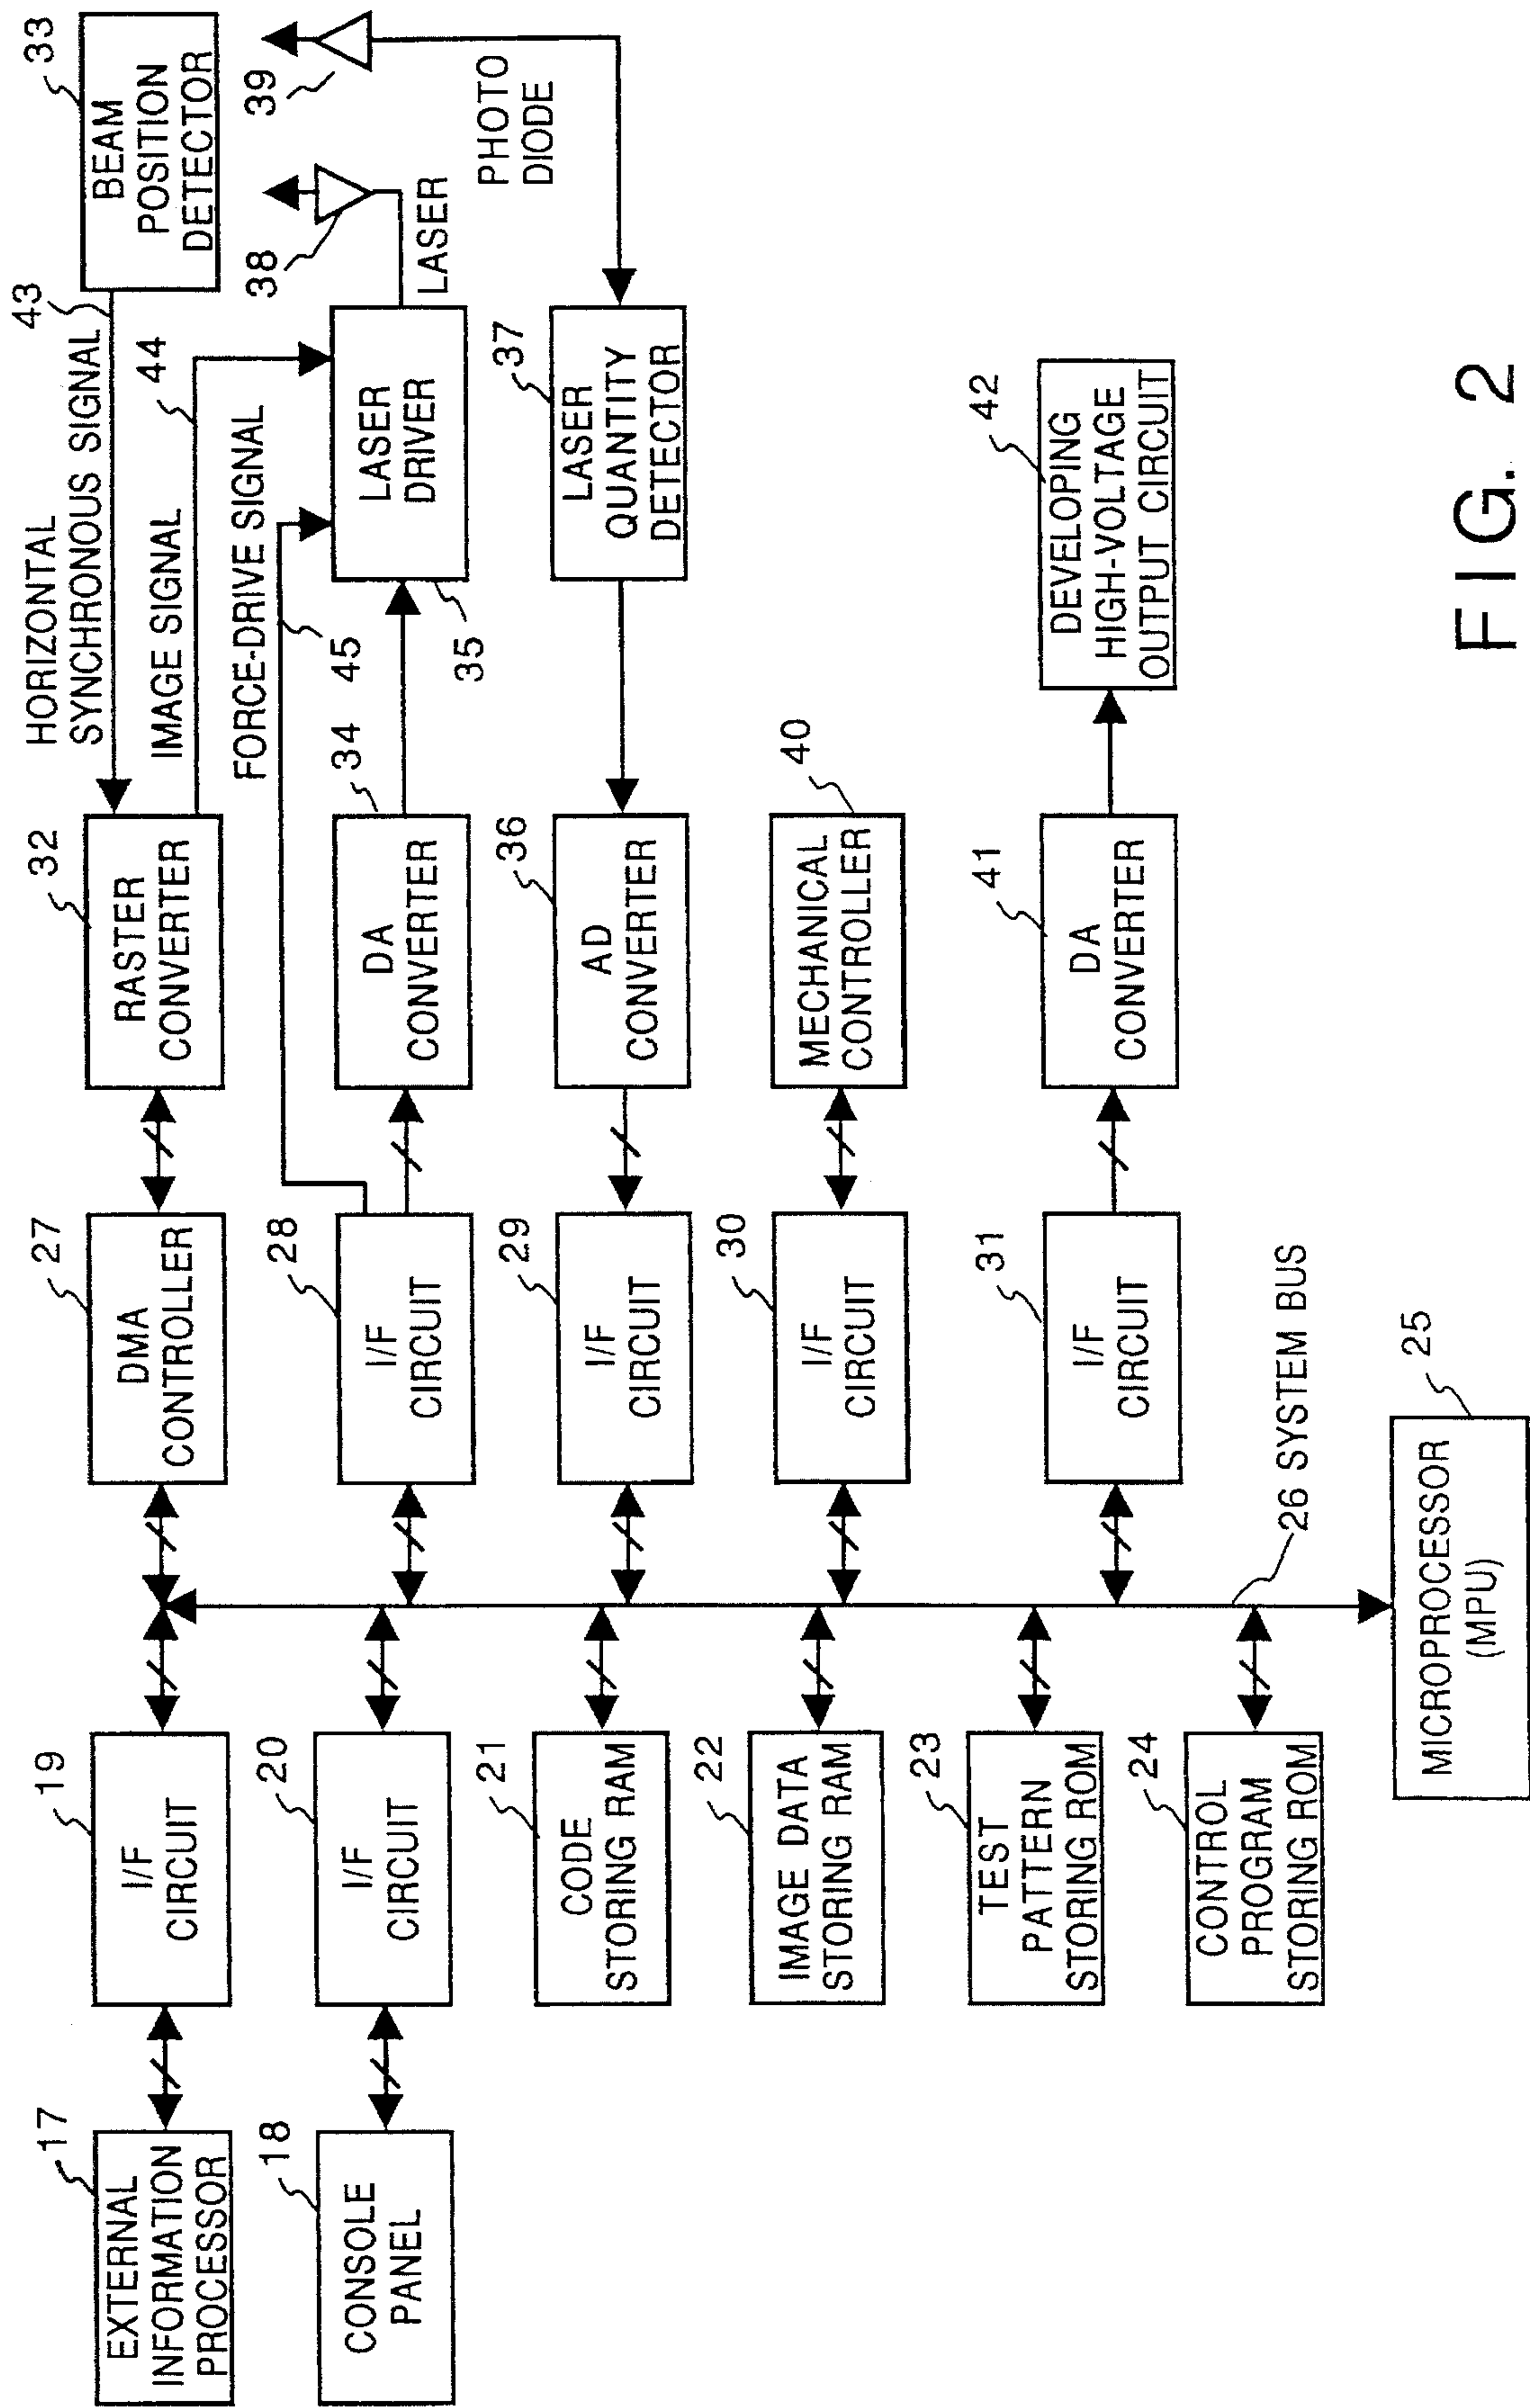 17
EXTERNAL
INFORMATION
PROCESSOR
18
CONSOLE
PANEL
19
I/F
CIRCUIT
20
I/F
CIRCUIT
21
CODE
STORING RAM
22
IMAGE DATA
STORING RAM
23
TEST
PATTERN
STORING ROM
24
CONTROL
PROGRAM
STORING ROM
25
MICROPROCESSOR
(MPU)
26 SYSTEM BUS
27
DMA
CONTROLLER
28
I/F
CIRCUIT
29
I/F
CIRCUIT
30
I/F
CIRCUIT
31
I/F
CIRCUIT
32
RASTER
CONVERTER
34
DA
CONVERTER
36
AD
CONVERTER
40
MECHANICAL
CONTROLLER
41
DA
CONVERTER
HORIZONTAL
SYNCHRONOUS SIGNAL
43
IMAGE SIGNAL
44
FORCE-DRIVE SIGNAL
45
35
LASER
DRIVER
37
LASER
QUANTITY
DETECTOR
42
DEVELOPING
HIGH-VOLTAGE
OUTPUT CIRCUIT
33
BEAM
POSITION
DETECTOR
38
LASER
39
PHOTO
DIODE
FIG. 2